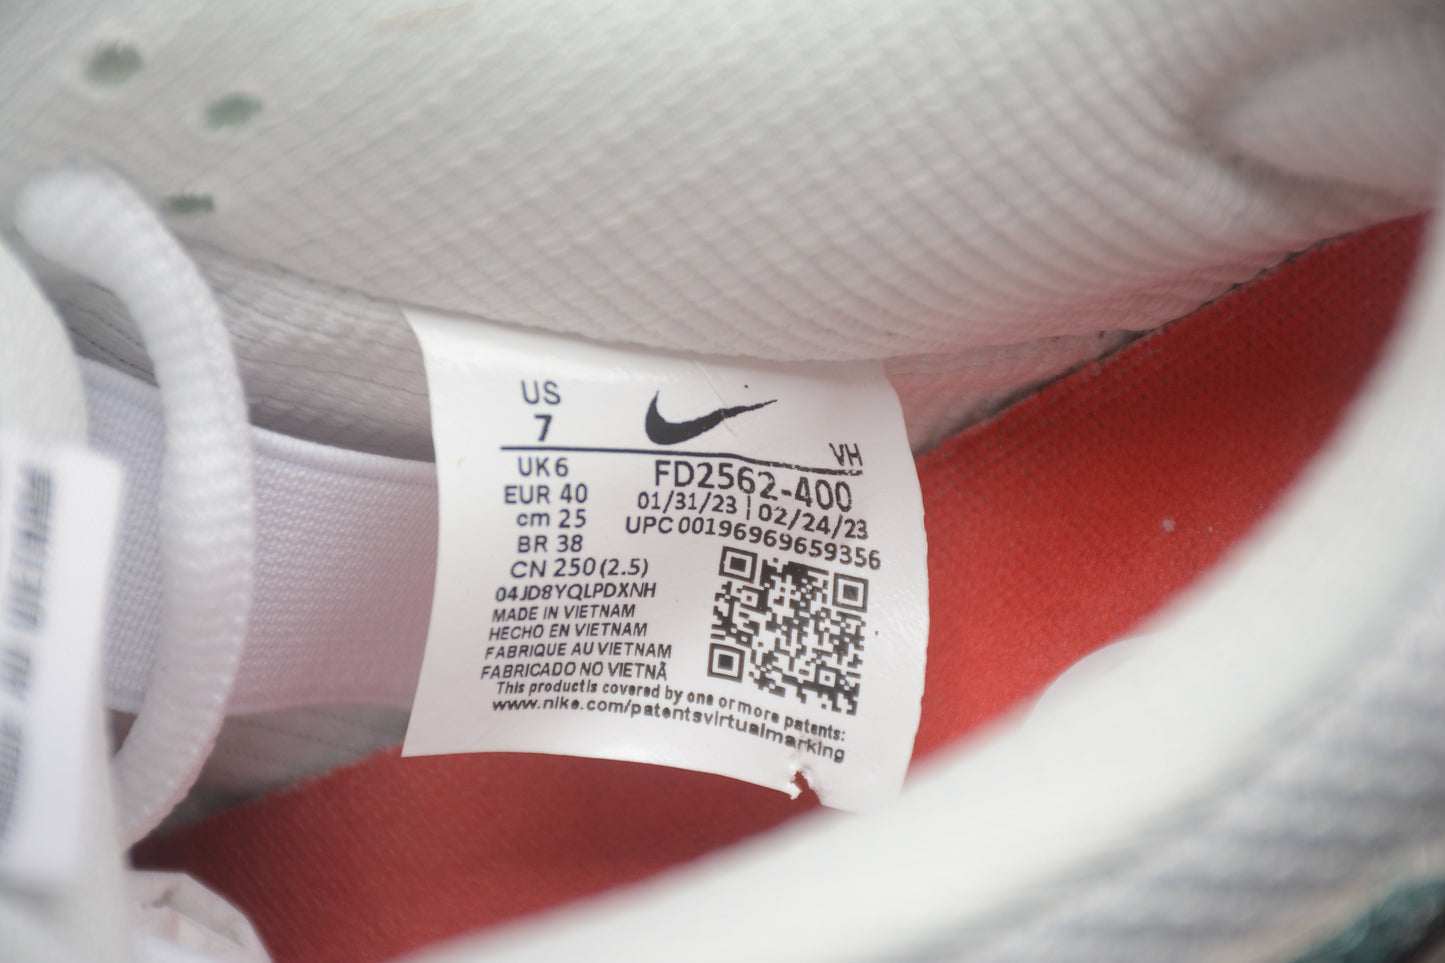 US
7
VH
UK 6
EUR 40
cm 25
BR 38
CN 250 (2.5)
FD2562-400
01/31/23 | 02/24/23
UPC 00196969659356
04JD8YQLPDXNH
MADE IN VIETNAM
HECHO EN VIETNAM
FABRIQUE AU VIETNAM
FABRICADO NO VIETNÃ
This product is covered by one or more patents:
www.nike.com/patentsvirtualmarking